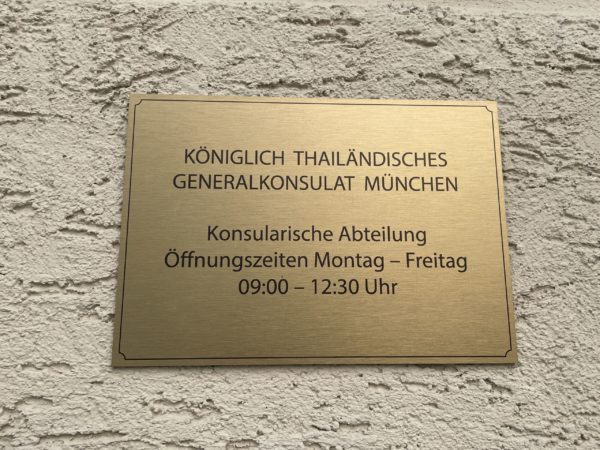 KÖNIGLICH THAILÄNDISCHES
GENERALKONSULAT MÜNCHEN
Konsularische Abteilung
Öffnungszeiten Montag – Freitag
09:00 – 12:30 Uhr